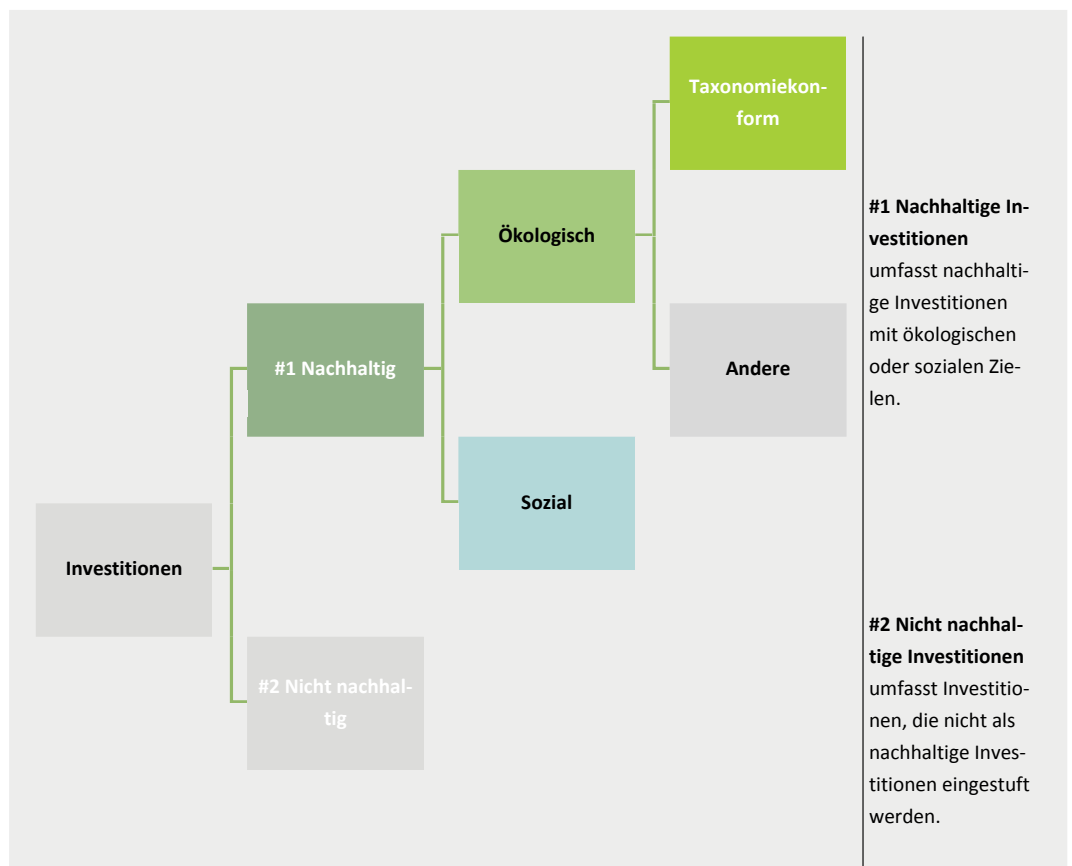 Taxonomiekon-
form
Ökologisch
#1 Nachhaltig
Andere
Sozial
Investitionen
#2 Nicht nachhal-
tig
#1 Nachhaltige In-
vestitionen
umfasst nachhalti-
ge Investitionen
mit ökologischen
oder sozialen Zie-
len.
#2 Nicht nachhal-
tige Investitionen
umfasst Investitio-
nen, die nicht als
nachhaltige Inves-
titionen eingestuft
werden.